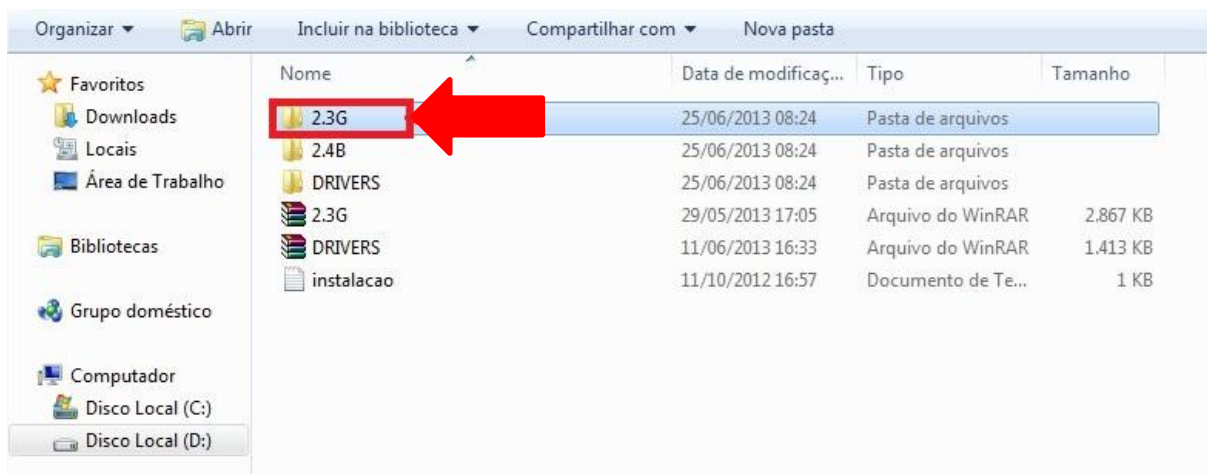 Organizar Abrir Incluir na biblioteca Compartilhar com Nova pasta
Favoritos
Downloads
Locais
Área de Trabalho
Bibliotecas
Grupo doméstico
Computador
Disco Local (C:)
Disco Local (D:)
Nome Data de modificaç... Tipo Tamanho
2.3G 25/06/2013 08:24 Pasta de arquivos
2.4B 25/06/2013 08:24 Pasta de arquivos
DRIVERS 25/06/2013 08:24 Pasta de arquivos
2.3G 29/05/2013 17:05 Arquivo do WinRAR 2.867 KB
DRIVERS 11/06/2013 16:33 Arquivo do WinRAR 1.413 KB
instalacao 11/10/2012 16:57 Documento de Te... 1 KB